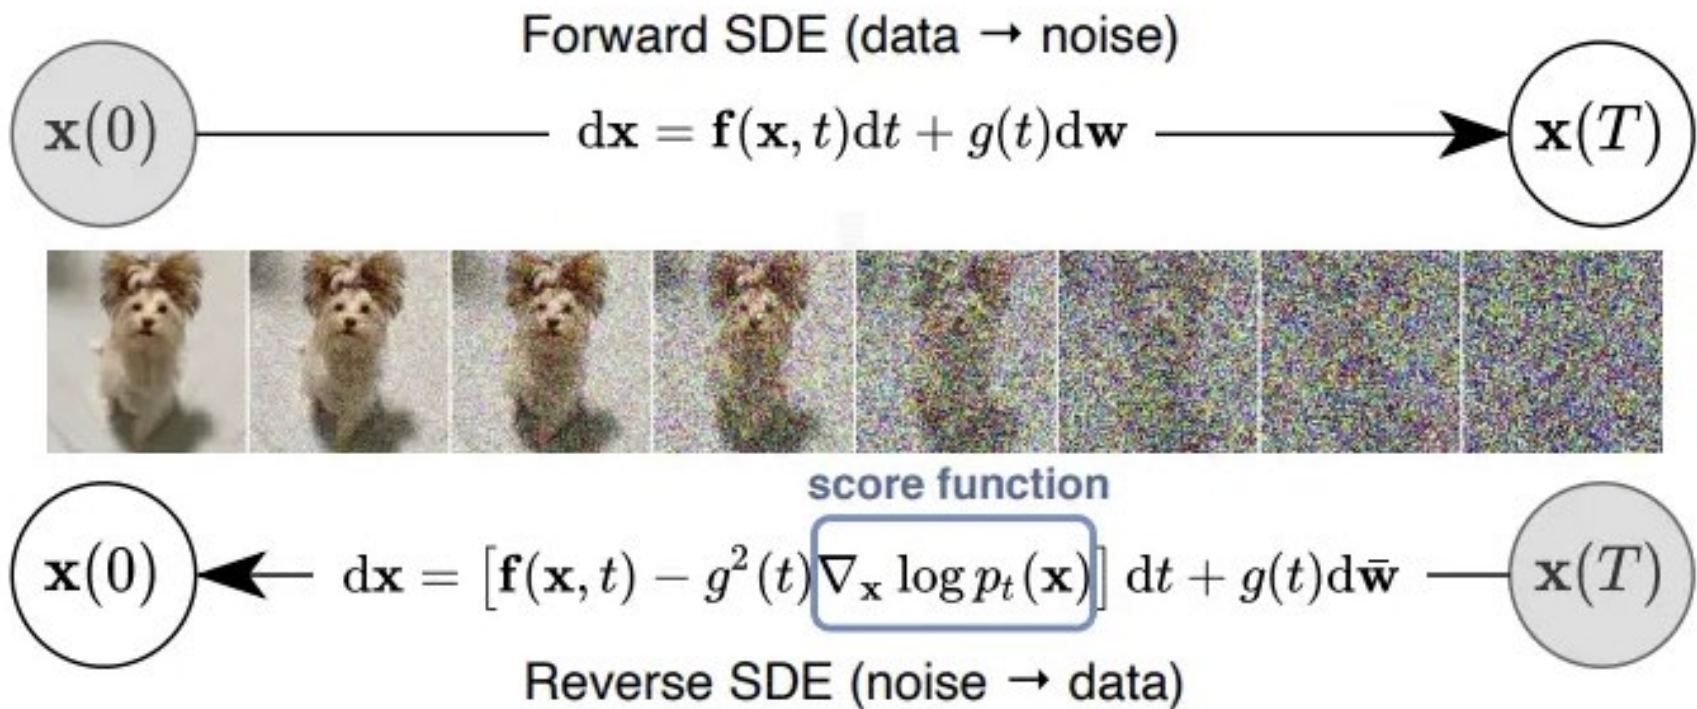 Forward SDE (data → noise)
x(0) dx = f(x, t)dt + g(t)dw x(T)
score function
x(0) dx = [f(x, t) − g²(t)∇ₓ log pₜ(x)] dt + g(t)dw̄ x(T)
Reverse SDE (noise → data)